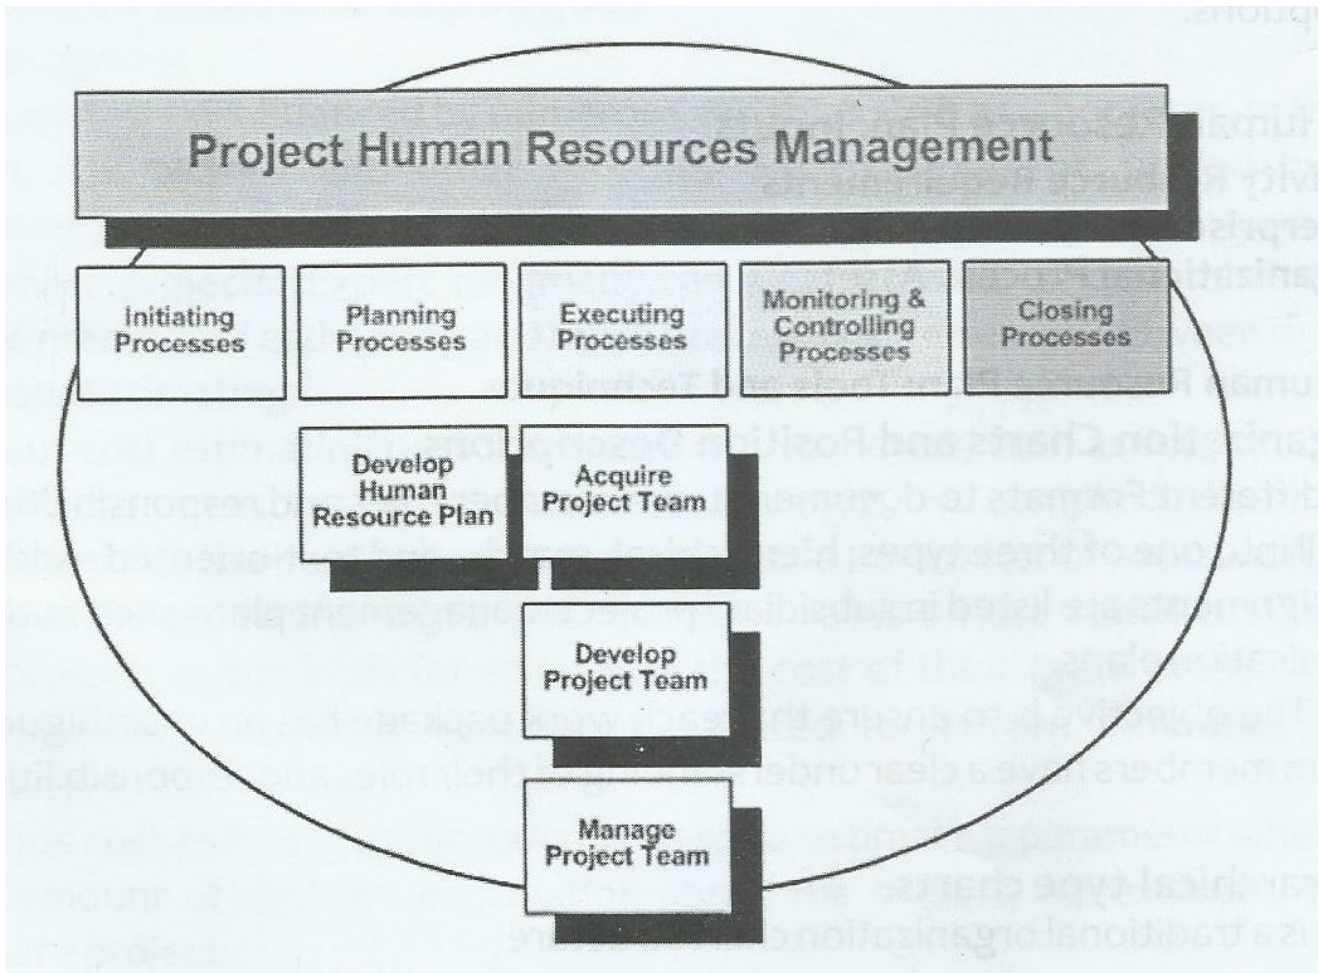 Project Human Resources Management
Initiating
Processes
Planning
Processes
Executing
Processes
Monitoring &
Controlling
Processes
Closing
Processes
Develop
Human
Resource Plan
Acquire
Project Team
Develop
Project Team
Manage
Project Team